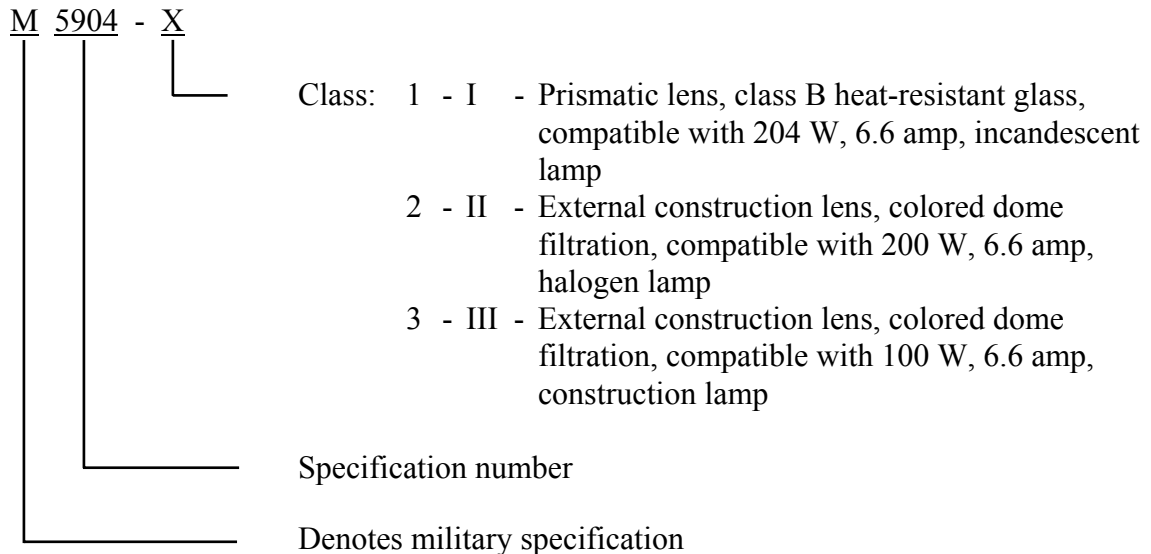 M 5904 - X
Class: 1 - I - Prismatic lens, class B heat-resistant glass,
compatible with 204 W, 6.6 amp, incandescent
lamp
2 - II - External construction lens, colored dome
filtration, compatible with 200 W, 6.6 amp,
halogen lamp
3 - III - External construction lens, colored dome
filtration, compatible with 100 W, 6.6 amp,
construction lamp
Specification number
Denotes military specification